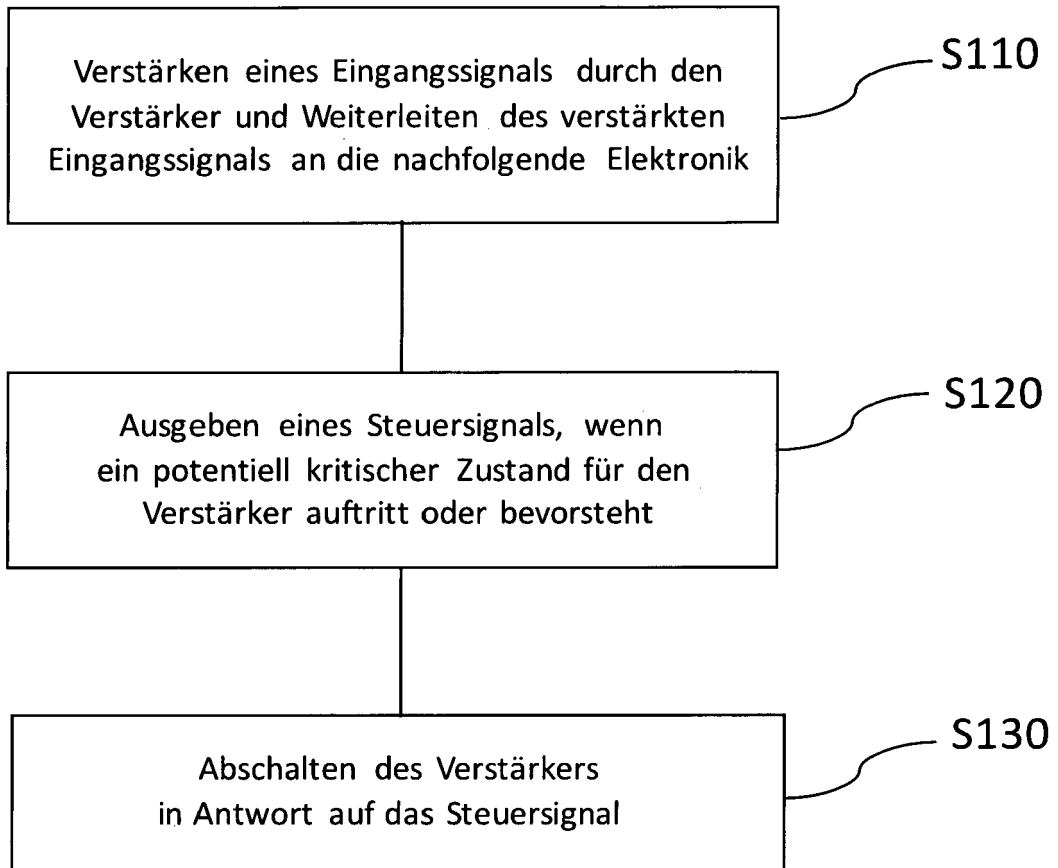 Verstärken eines Eingangssignals durch den
Verstärker und Weiterleiten des verstärkten
Eingangssignals an die nachfolgende Elektronik
S110
Ausgeben eines Steuersignals, wenn
ein potentiell kritischer Zustand für den
Verstärker auftritt oder bevorsteht
S120
Abschalten des Verstärkers
in Antwort auf das Steuersignal
S130